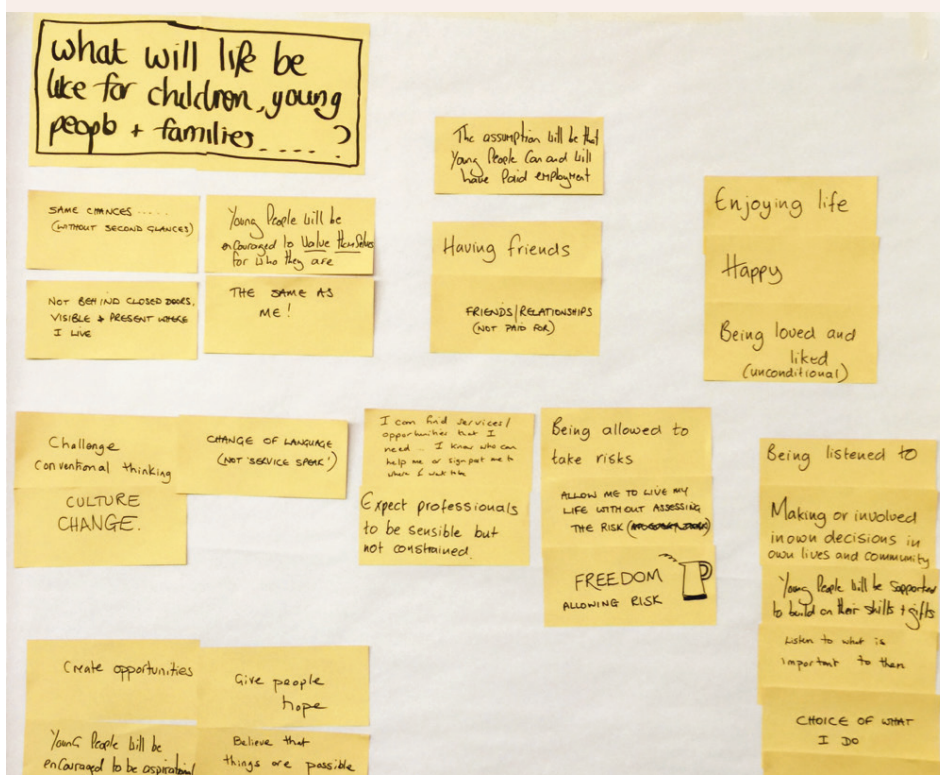 what will life be
like for children, young
people + families.....?
SAME CHANCES.....
(WITHOUT SECOND GLANCES)
Young People will be
encouraged to Value themselves
for who they are
NOT BEHIND CLOSED DOORS,
VISIBLE & PRESENT WHERE
I LIVE
THE SAME AS
ME!
The assumption will be that
Young People Can and will
have Paid employment
Having friends
FRIENDS/RELATIONSHIPS
(NOT PAID FOR)
Enjoying life
Happy
Being loved and
liked
(unconditional)
Challenge
conventional thinking
CHANGE OF LANGUAGE
(NOT 'SERVICE SPEAK')
CULTURE
CHANGE.
I can find services/
opportunities that I
need.. I know who can
help me or signpost me to
where I want to be
Expect professionals
to be sensible but
not constrained.
Being allowed to
take risks
ALLOW ME TO LIVE MY
LIFE WITHOUT ASSESSING
THE RISK
FREEDOM
ALLOWING RISK
Being listened to
Making or involved
in own decisions in
own lives and community
Young People will be supported
to build on their skills + gifts
Listen to what is
important to them
CHOICE OF WHAT
I DO
Create opportunities
Give people
hope
Young People will be
encouraged to be aspirational
Believe that
things are possible